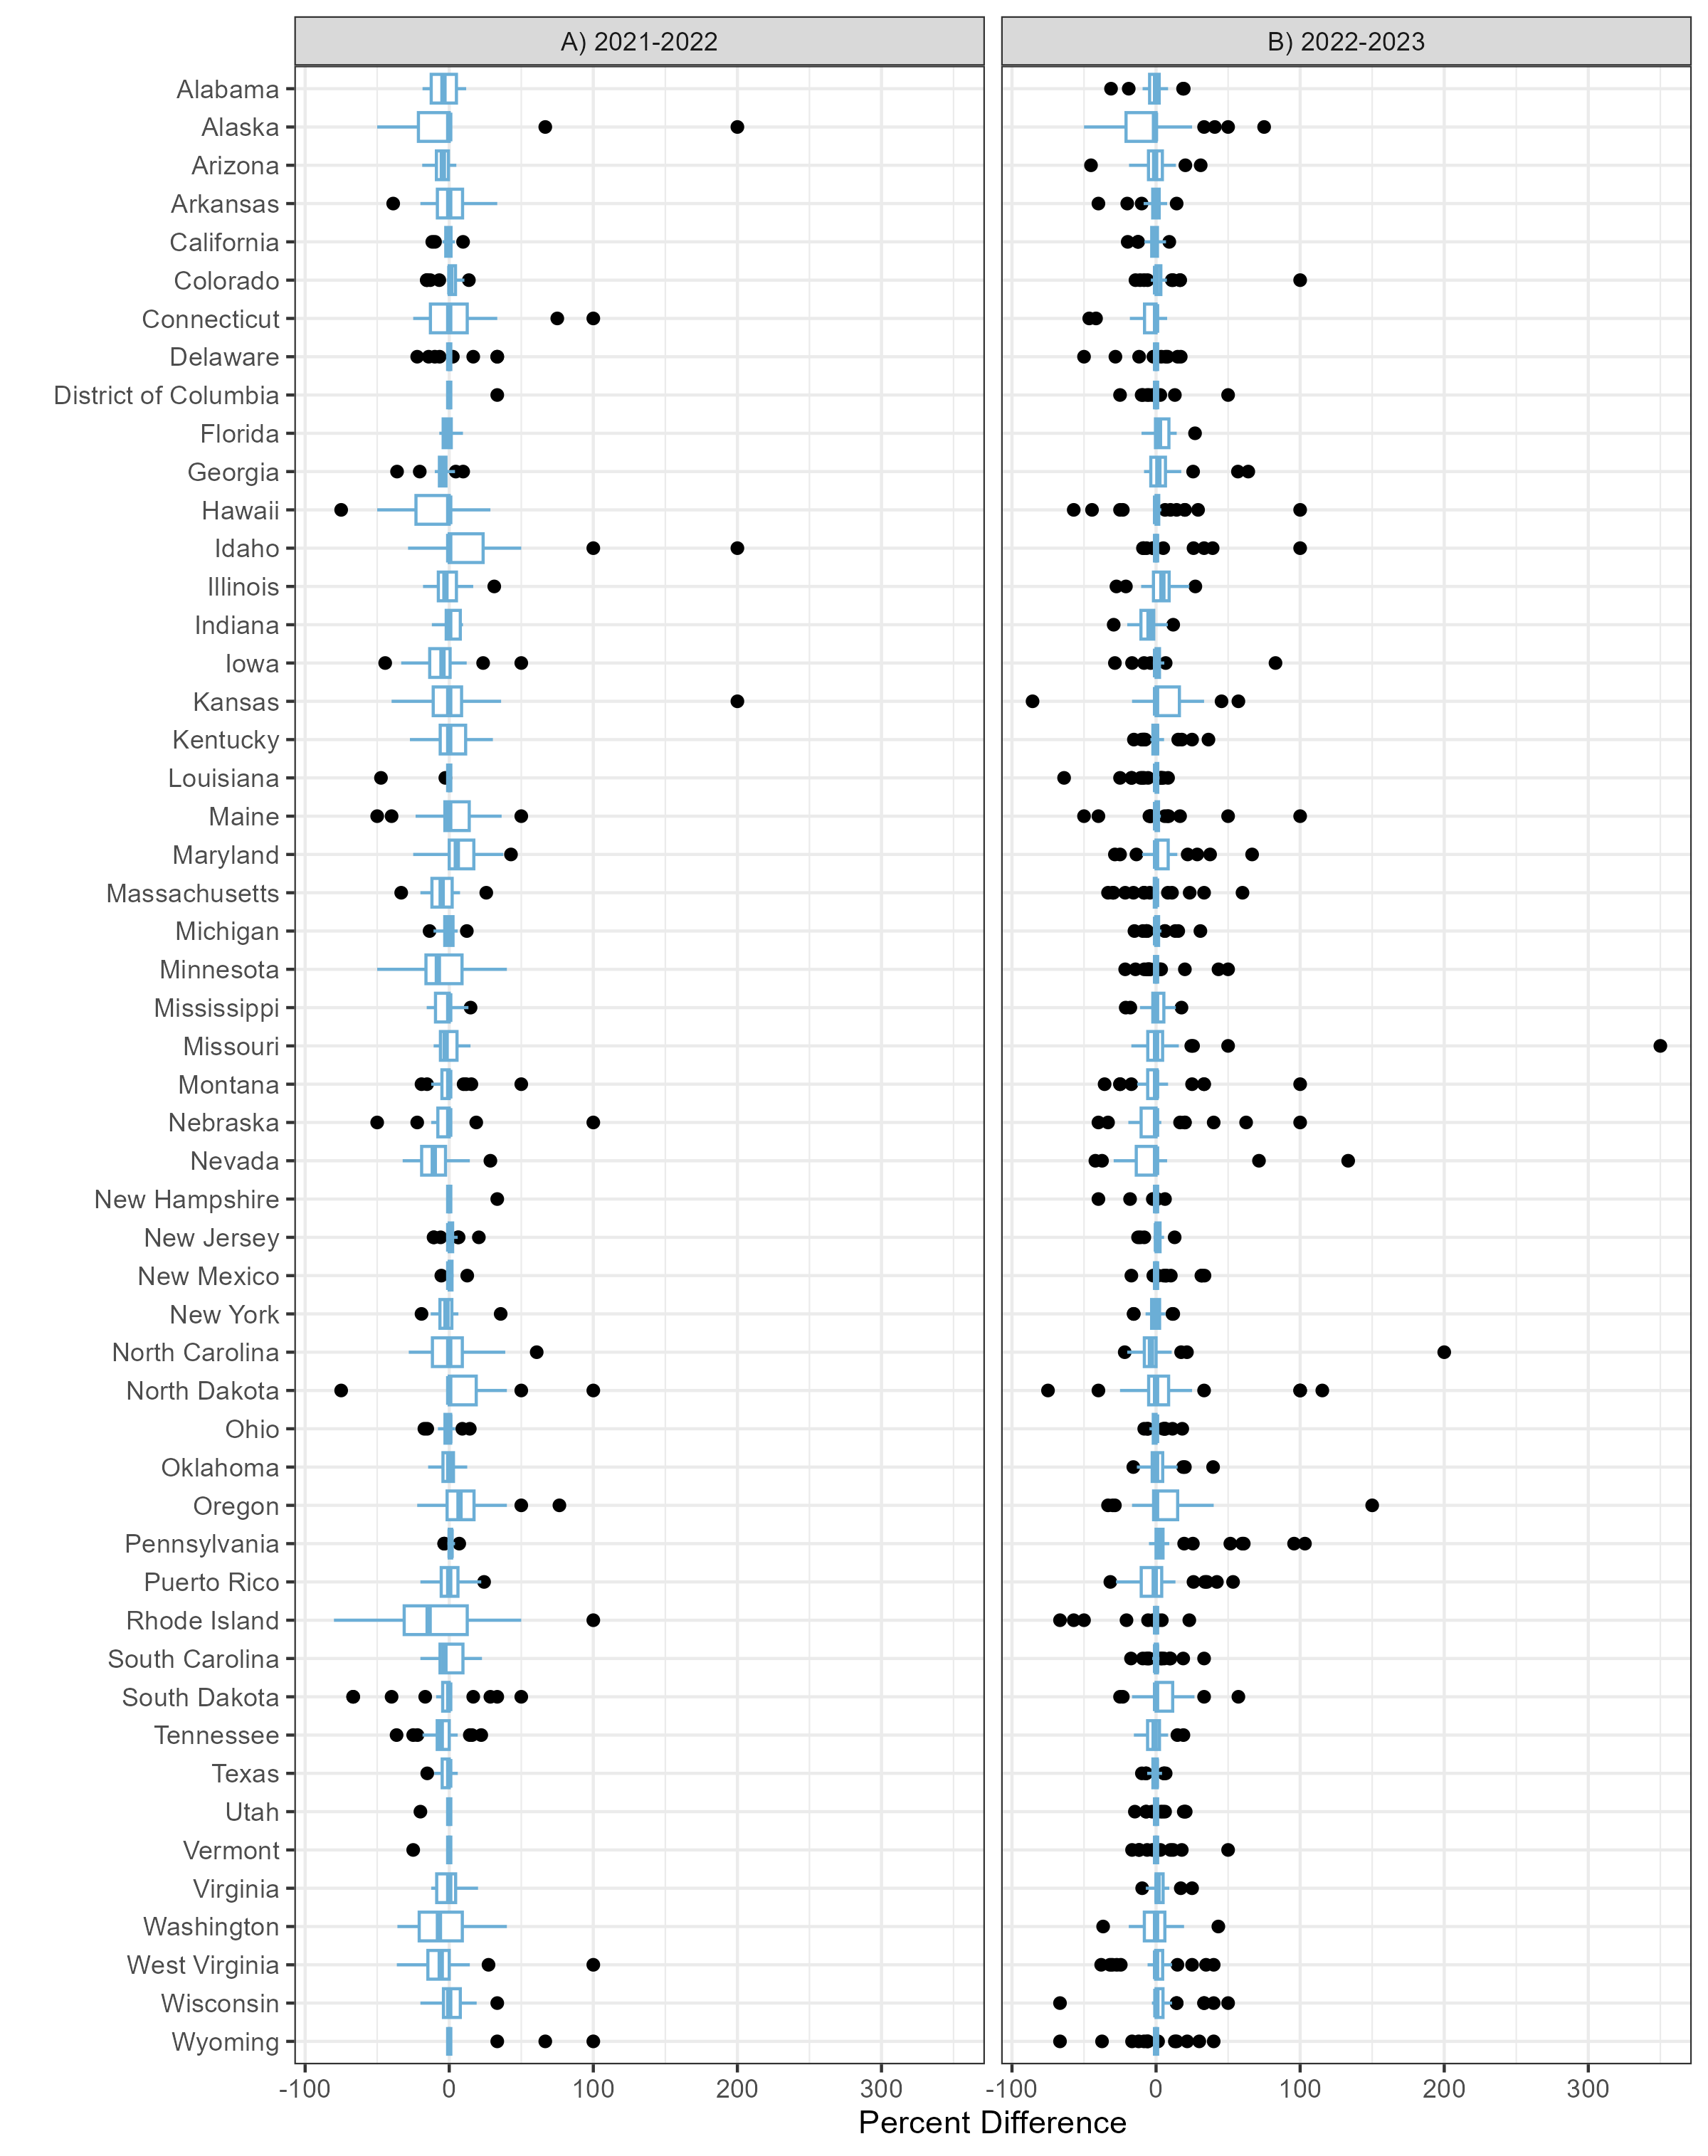 A) 2021-2022
B) 2022-2023
Alabama
Alaska
Arizona
Arkansas
California
Colorado
Connecticut
Delaware
District of Columbia
Florida
Georgia
Hawaii
Idaho
Illinois
Indiana
Iowa
Kansas
Kentucky
Louisiana
Maine
Maryland
Massachusetts
Michigan
Minnesota
Mississippi
Missouri
Montana
Nebraska
Nevada
New Hampshire
New Jersey
New Mexico
New York
North Carolina
North Dakota
Ohio
Oklahoma
Oregon
Pennsylvania
Puerto Rico
Rhode Island
South Carolina
South Dakota
Tennessee
Texas
Utah
Vermont
Virginia
Washington
West Virginia
Wisconsin
Wyoming
-100 0 100 200 300
-100 0 100 200 300
Percent Difference